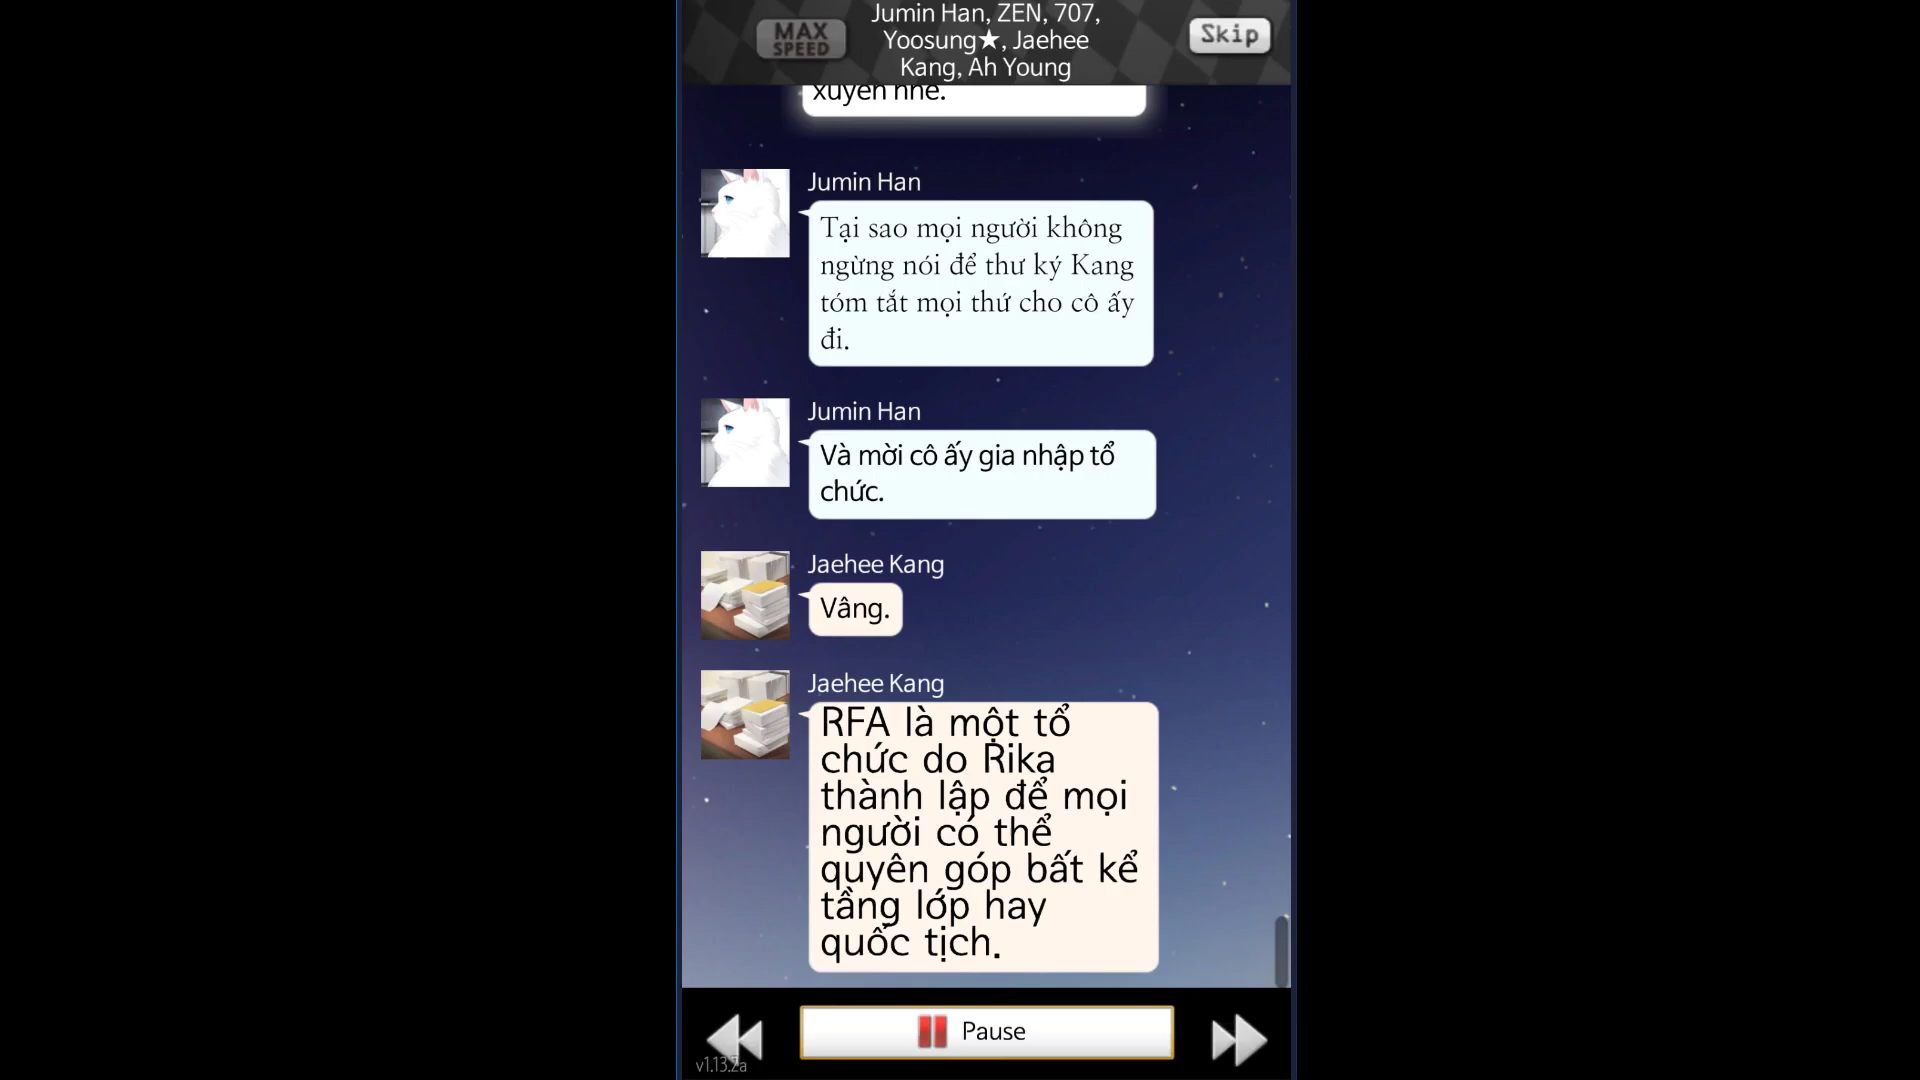 MAX
SPEED
Jumin Han, ZEN, 707,
Yoosung★, Jaehee
Kang, Ah Young
Skip
xuyên nhé.
Jumin Han
Tại sao mọi người không
ngừng nói để thư ký Kang
tóm tắt mọi thứ cho cô ấy
đi.
Jumin Han
Và mời cô ấy gia nhập tổ
chức.
Jaehee Kang
Vâng.
Jaehee Kang
RFA là một tổ
chức do Rika
thành lập để mọi
người có thể
quyên góp bất kể
tầng lớp hay
quốc tịch.
Pause
v1.13.2a